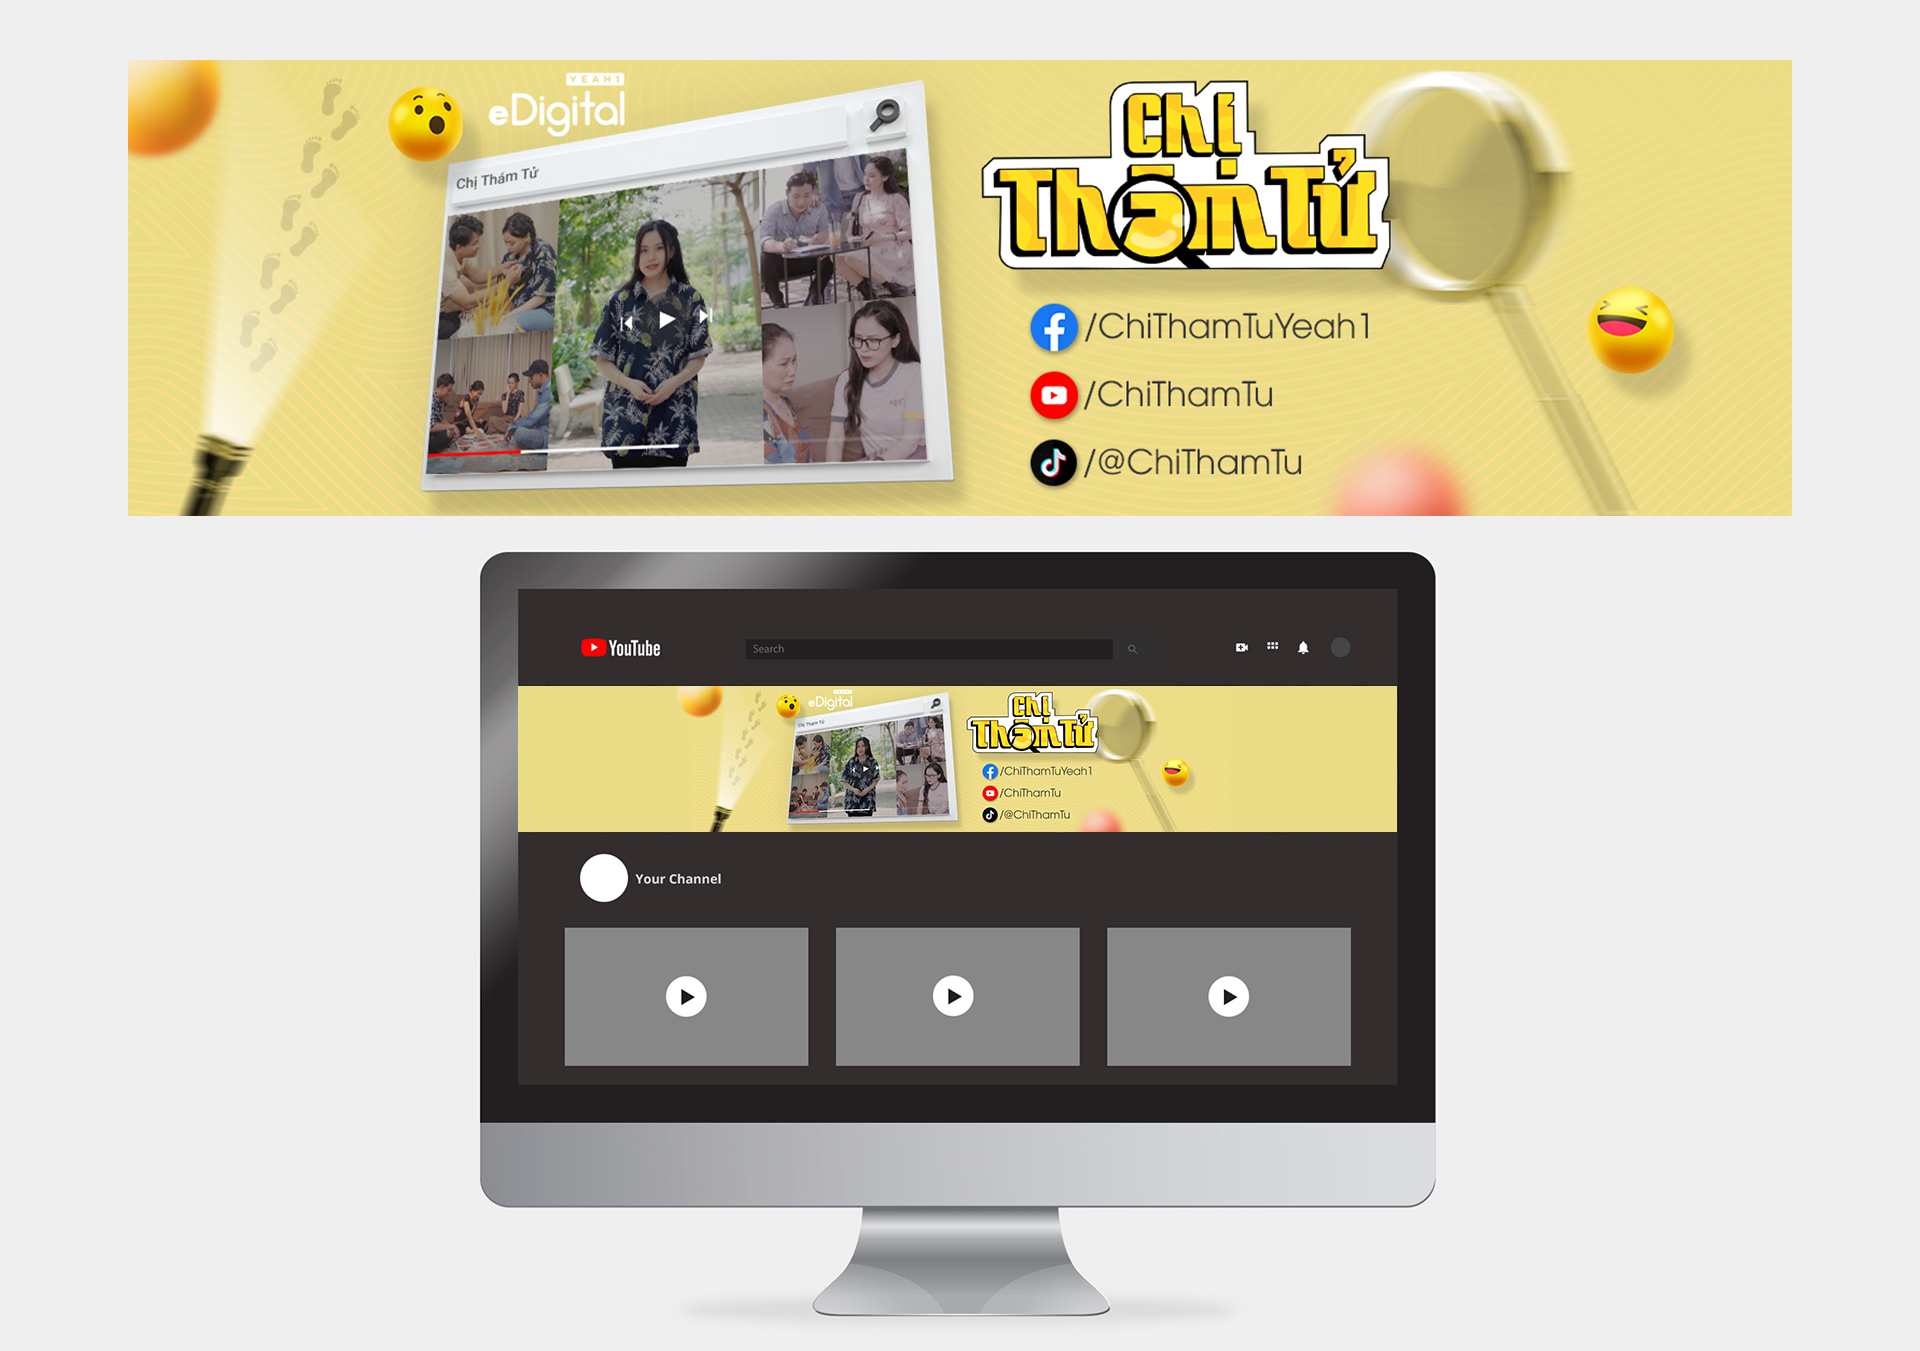 YEAH1
eDigital
Chị Thám Tử
Chị
Thám Tử
/ChiThamTuYeah1
/ChiThamTu
/@ChiThamTu
YouTube
Search
YEAH1
eDigital
Chị Thám Tử
Chị
Thám Tử
/ChiThamTuYeah1
/ChiThamTu
/@ChiThamTu
Your Channel